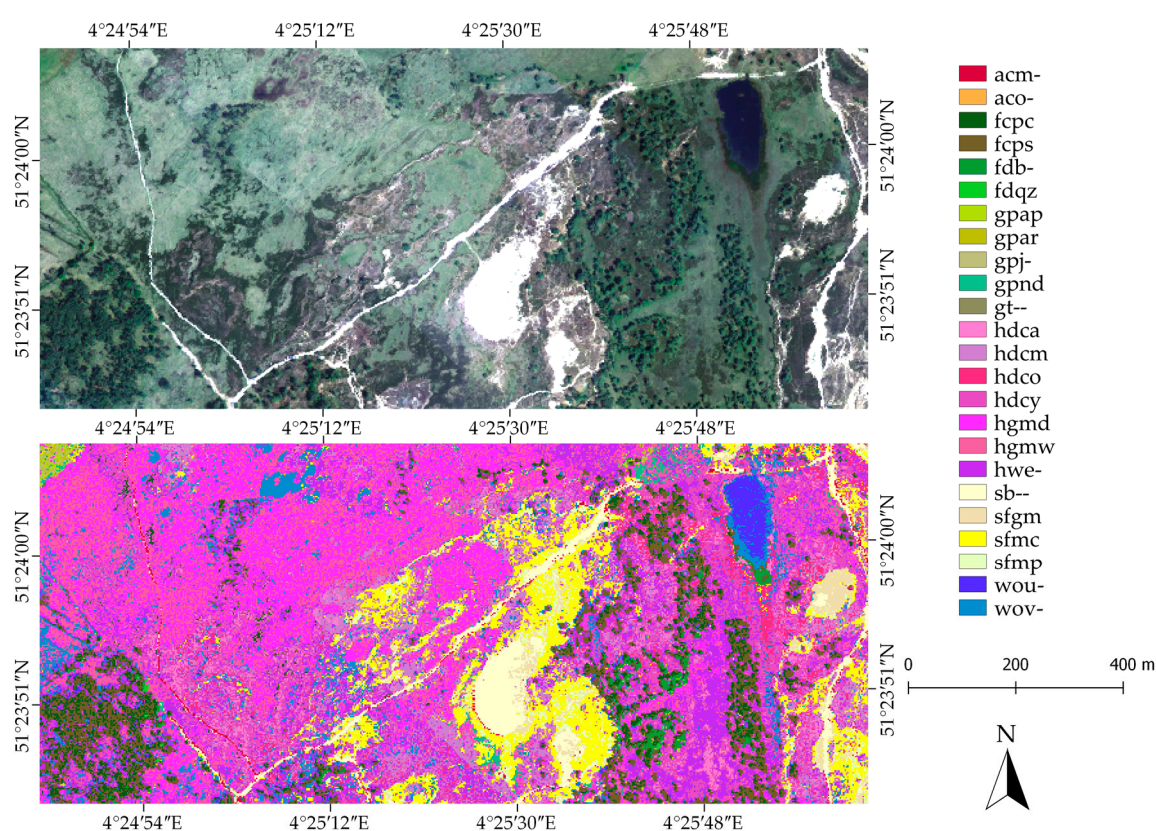 4°24′54″E 4°25′12″E 4°25′30″E 4°25′48″E
51°24′00″N
51°23′51″N
51°24′00″N
51°23′51″N
4°24′54″E 4°25′12″E 4°25′30″E 4°25′48″E
51°24′00″N
51°23′51″N
51°24′00″N
51°23′51″N
4°24′54″E 4°25′12″E 4°25′30″E 4°25′48″E
acm-
aco-
fcpc
fcps
fdb-
fdqz
gpap
gpar
gpj-
gpnd
gt--
hdca
hdcm
hdco
hdcy
hgmd
hgmw
hwe-
sb--
sfgm
sfmc
sfmp
wou-
wov-
0 200 400 m
N